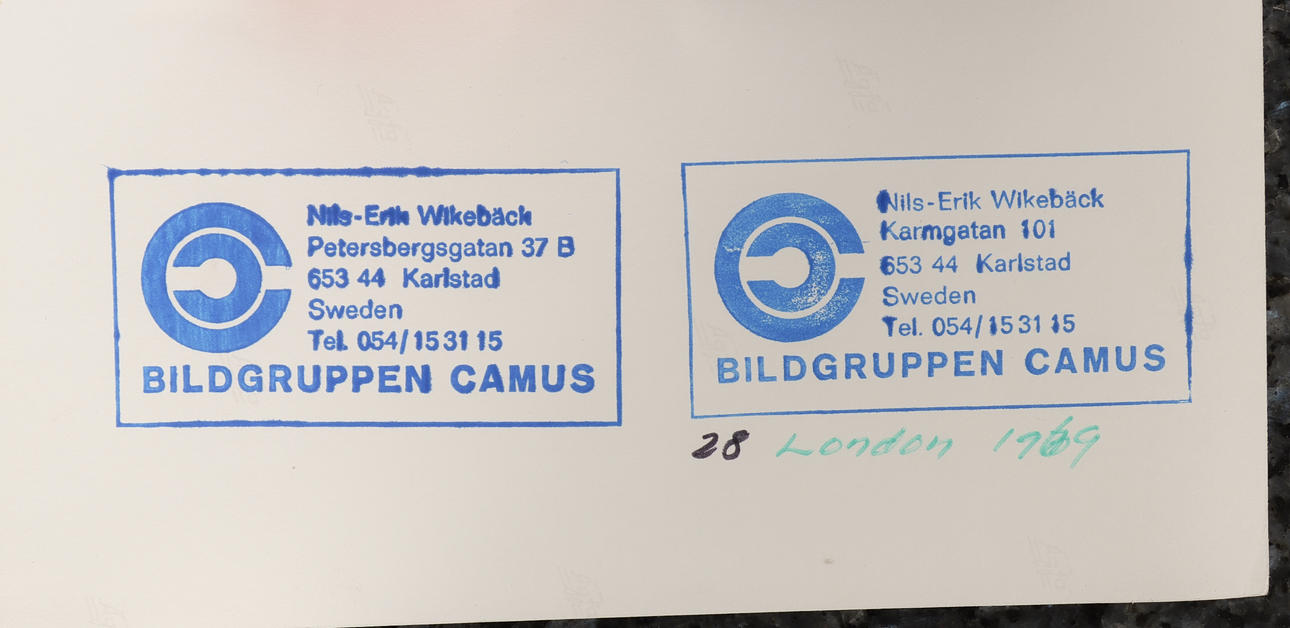 Nils-Erik Wikebäck
Petersbergsgatan 37 B
653 44 Karlstad
Sweden
Tel. 054/15 31 15
BILDGRUPPEN CAMUS
Nils-Erik Wikebäck
Karmgatan 101
653 44 Karlstad
Sweden
Tel. 054/15 31 15
BILDGRUPPEN CAMUS
28 London 1969